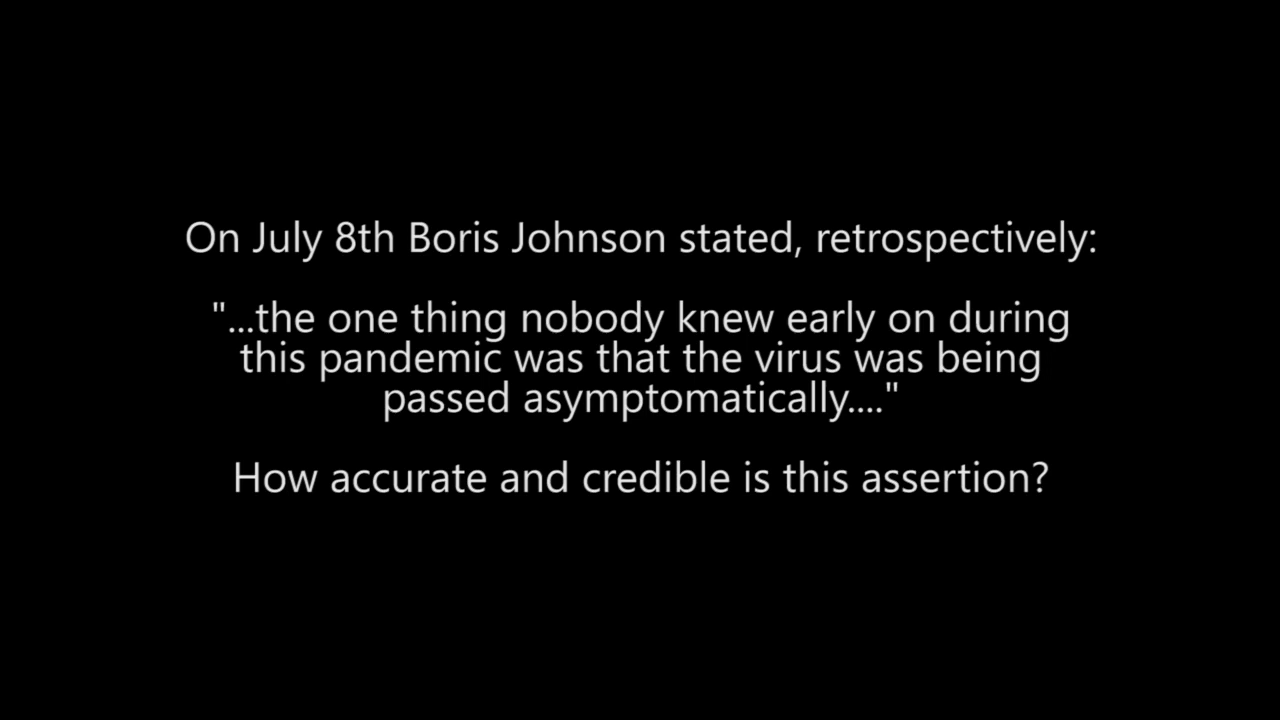 On July 8th Boris Johnson stated, retrospectively:
"...the one thing nobody knew early on during
this pandemic was that the virus was being
passed asymptomatically...."
How accurate and credible is this assertion?